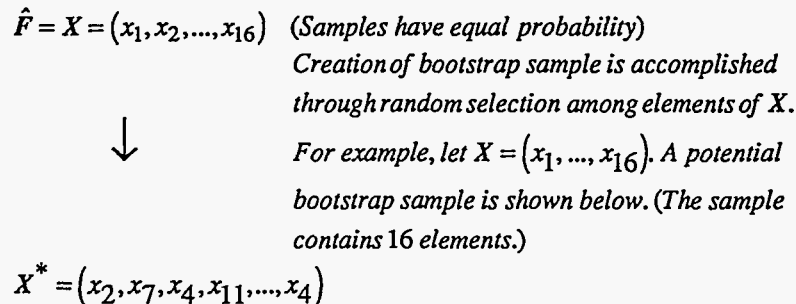 F̂ = X = (x₁, x₂, ..., x₁₆) (Samples have equal probability)
Creation of bootstrap sample is accomplished
through random selection among elements of X.
↓ For example, let X = (x₁, ..., x₁₆). A potential
bootstrap sample is shown below. (The sample
contains 16 elements.)
X* = (x₂, x₇, x₄, x₁₁, ..., x₄)